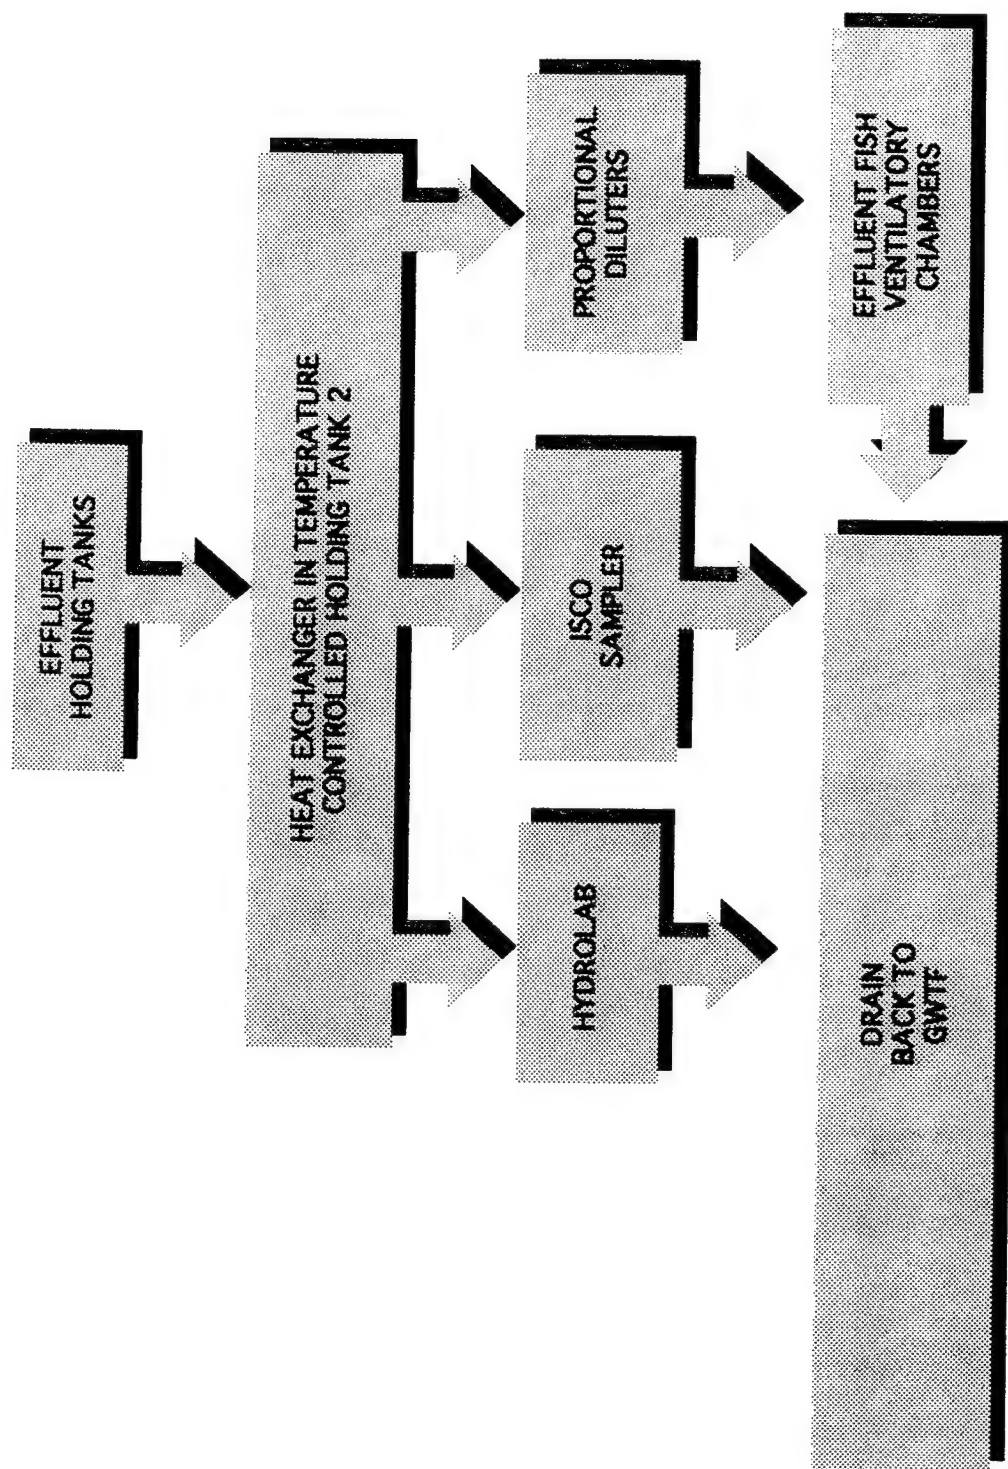 EFFLUENT
HOLDING TANKS
HEAT EXCHANGER IN TEMPERATURE
CONTROLLED HOLDING TANK 2
HYDROLAB
ISCO
SAMPLER
PROPORTIONAL
DILUTERS
DRAIN
BACK TO
GWTF
EFFLUENT FISH
VENTILATORY
CHAMBERS